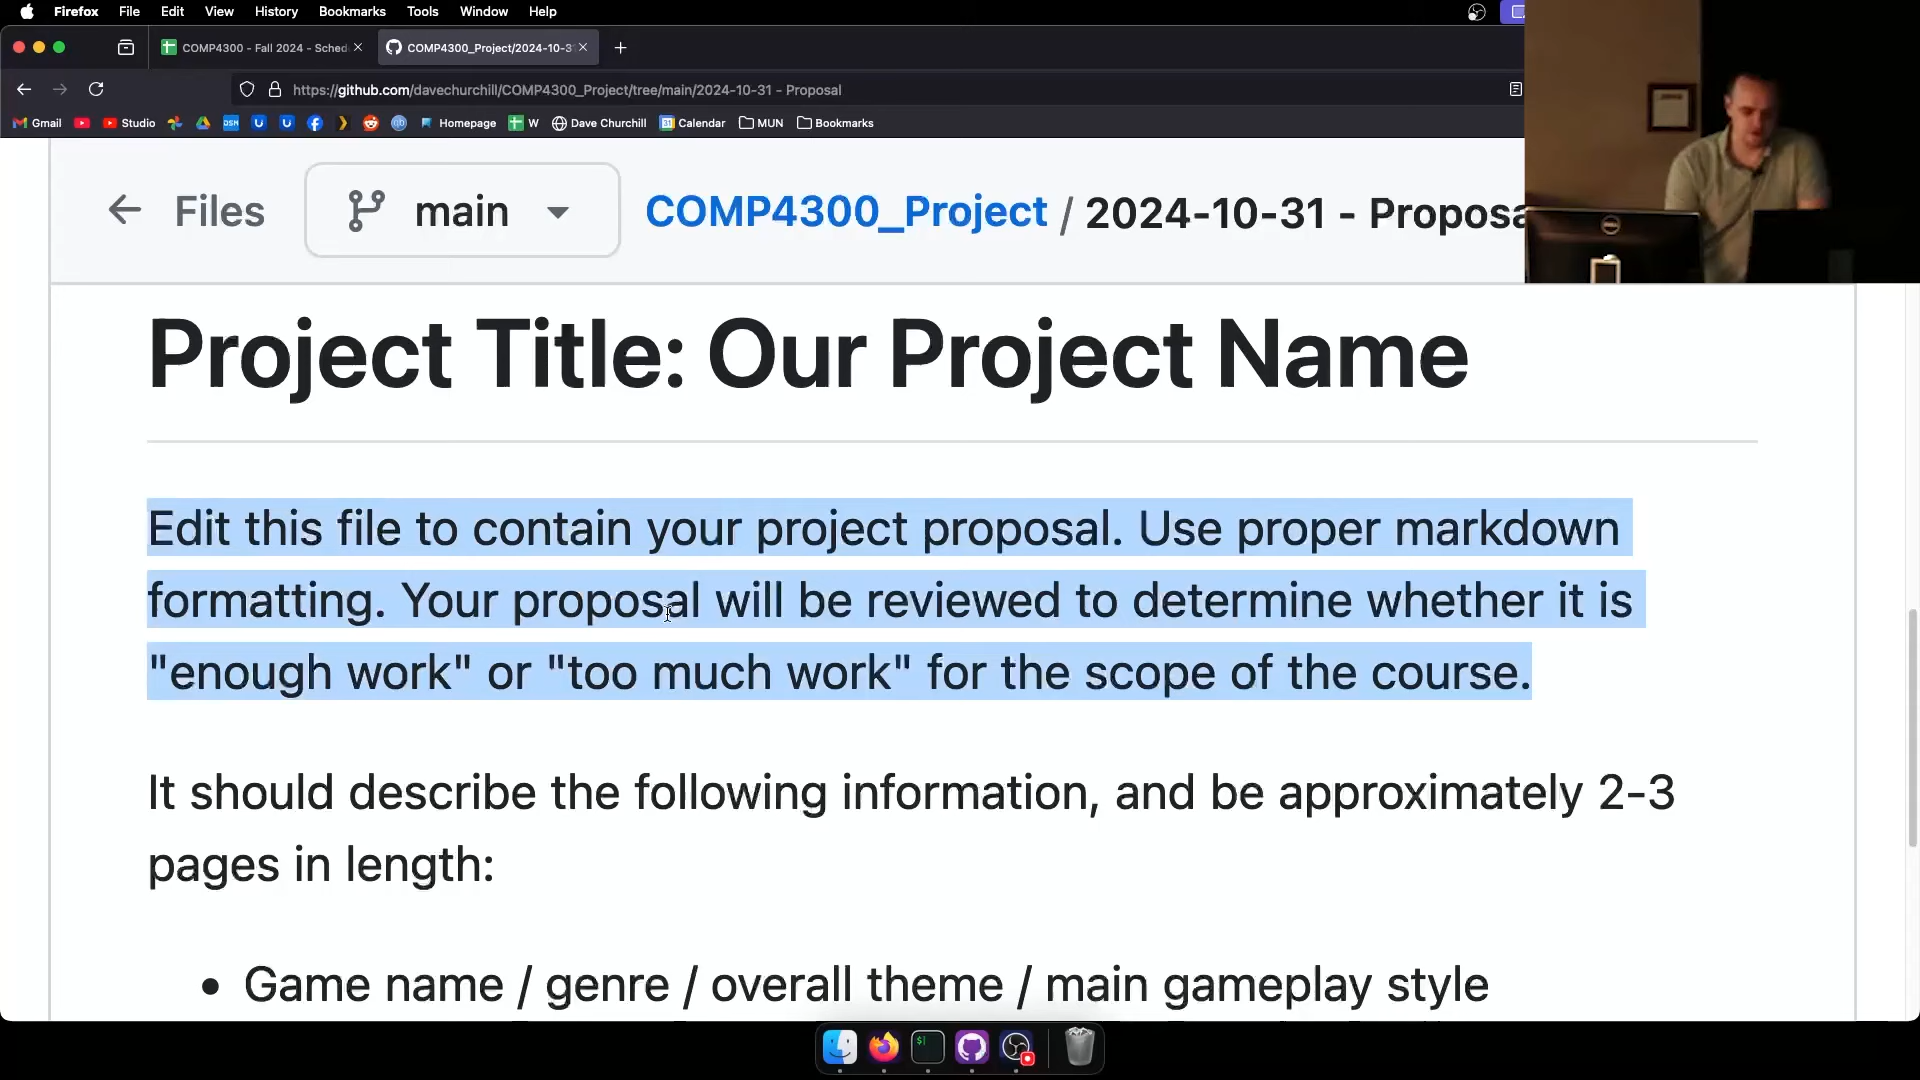 Firefox File Edit View History Bookmarks Tools Window Help
COMP4300 - Fall 2024 - Sched
COMP4300_Project/2024-10-3
https://github.com/davechurchill/COMP4300_Project/tree/main/2024-10-31 - Proposal
Gmail Studio DSM Homepage W Dave Churchill Calendar MUN Bookmarks
Files main COMP4300_Project / 2024-10-31 - Proposa
Project Title: Our Project Name
Edit this file to contain your project proposal. Use proper markdown
formatting. Your proposal will be reviewed to determine whether it is
"enough work" or "too much work" for the scope of the course.
It should describe the following information, and be approximately 2-3
pages in length:
• Game name / genre / overall theme / main gameplay style